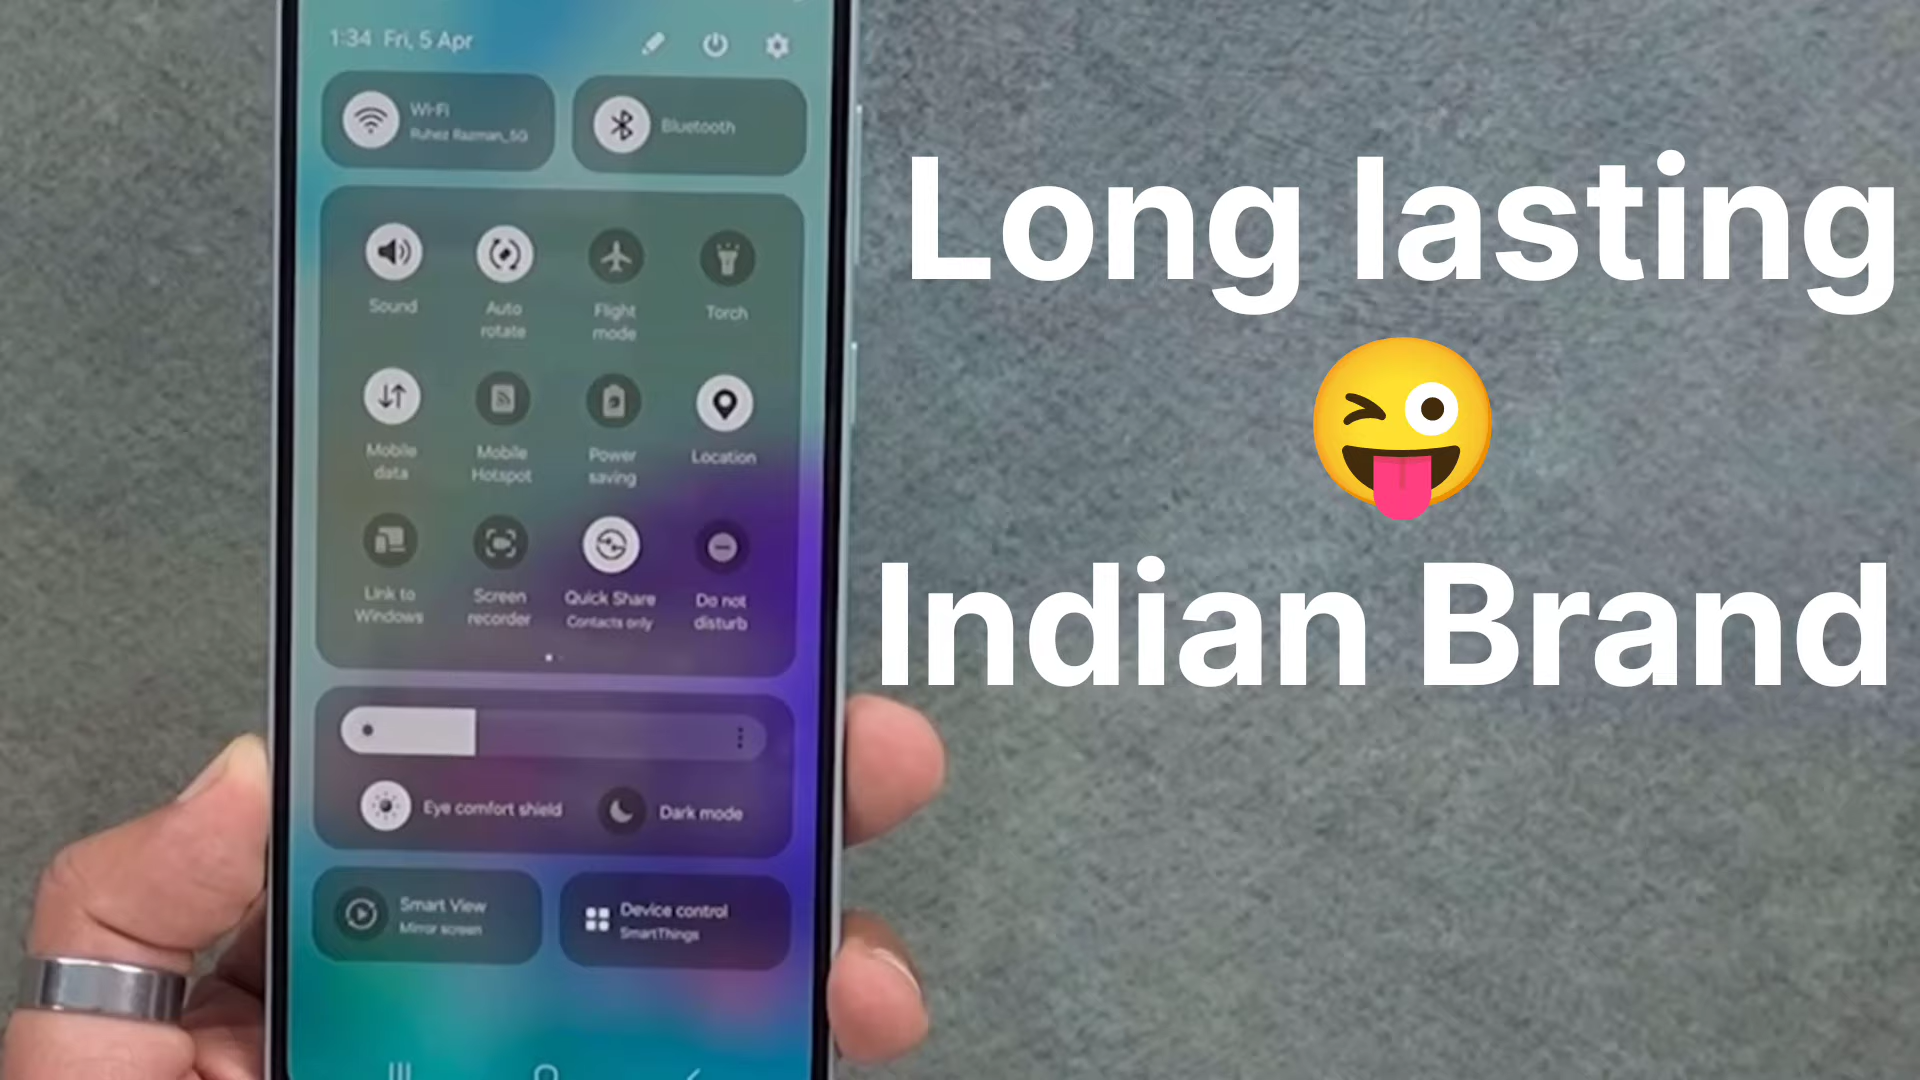 1:34 Fri, 5 Apr
Wi-Fi
Ruhez Razman_5G
Bluetooth
Sound
Auto
rotate
Flight
mode
Torch
Mobile
data
Mobile
Hotspot
Power
saving
Location
Link to
Windows
Screen
recorder
Quick Share
Contacts only
Do not
disturb
Eye comfort shield
Dark mode
Smart View
Mirror screen
Device control
SmartThings
Long lasting
😜
Indian Brand